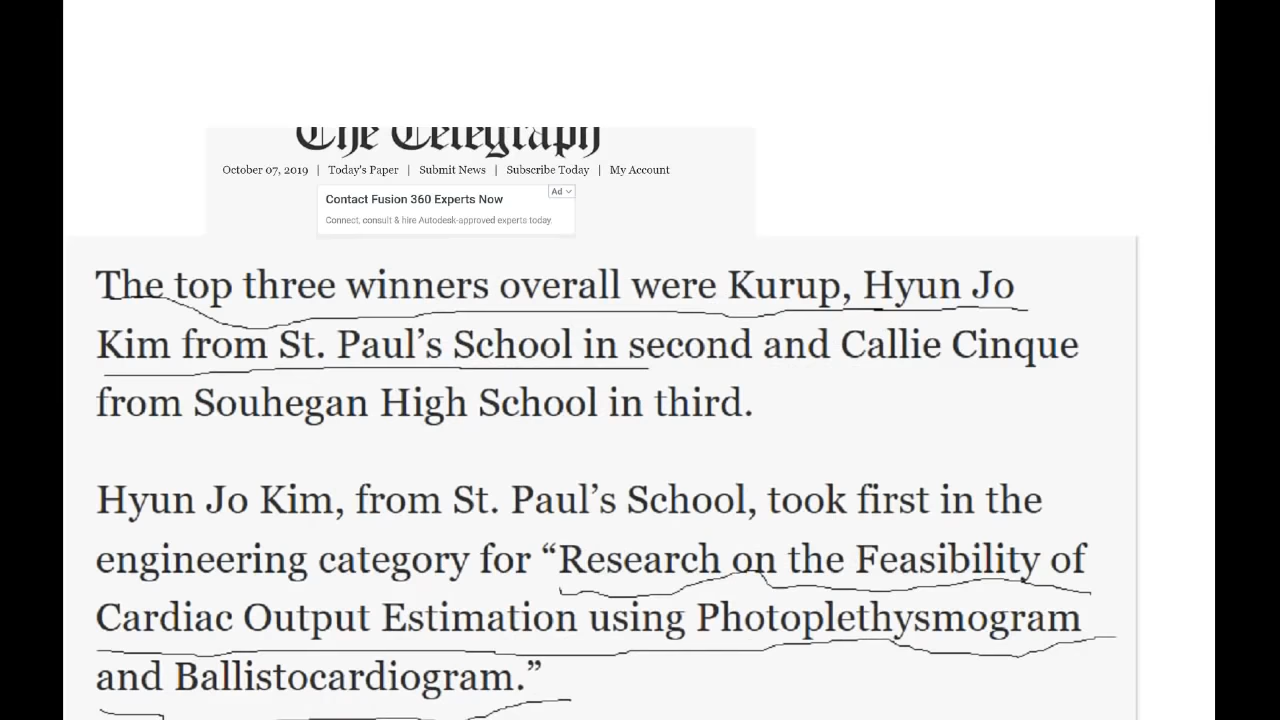 The Telegraph
October 07, 2019 | Today's Paper | Submit News | Subscribe Today | My Account
Contact Fusion 360 Experts Now
Ad
Connect, consult & hire Autodesk-approved experts today.
The top three winners overall were Kurup, Hyun Jo
Kim from St. Paul’s School in second and Callie Cinque
from Souhegan High School in third.
Hyun Jo Kim, from St. Paul’s School, took first in the
engineering category for “Research on the Feasibility of
Cardiac Output Estimation using Photoplethysmogram
and Ballistocardiogram.”